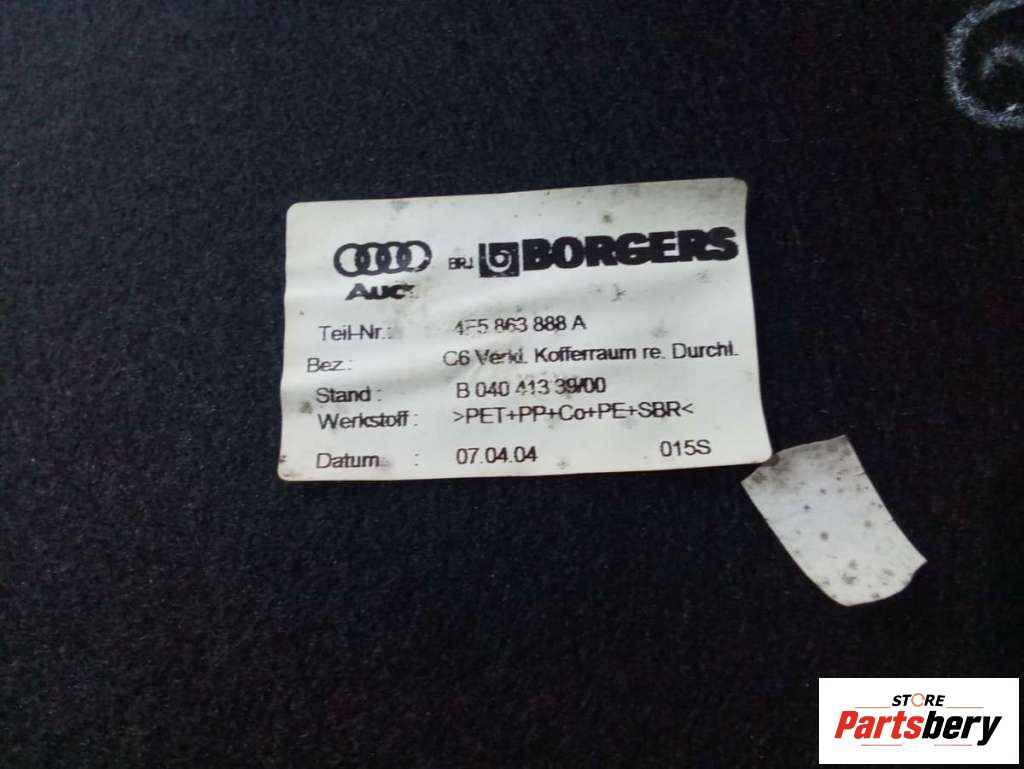 BRJ BORGERS
Audi
Teil-Nr.: 4F5 863 888 A
Bez.: C6 Verkl. Kofferraum re. Durchl.
Stand : B 040 413 39/00
Werkstoff : >PET+PP+Co+PE+SBR<
Datum : 07.04.04 015S
STORE
Partsbery